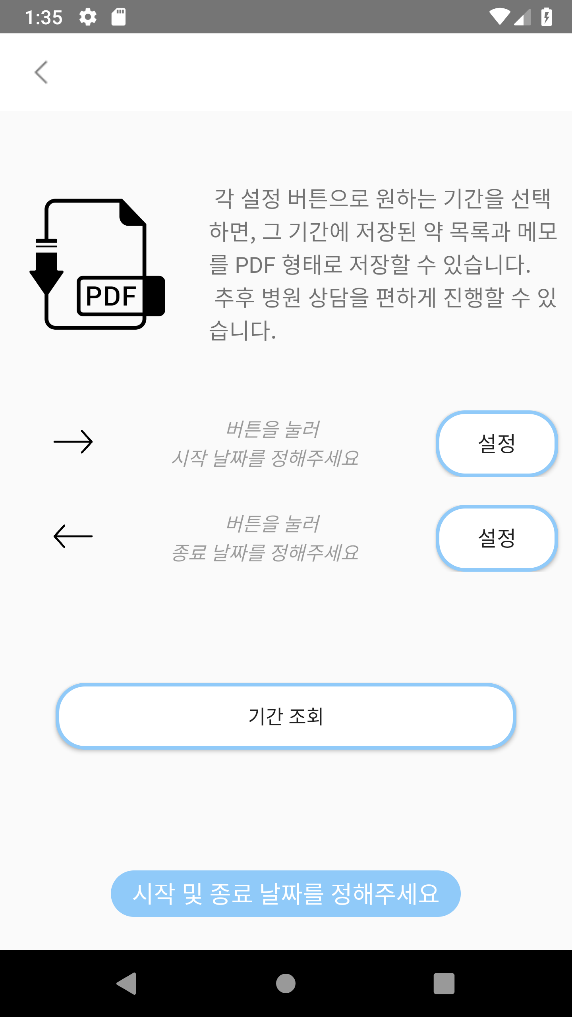 1:35
각 설정 버튼으로 원하는 기간을 선택
하면, 그 기간에 저장된 약 목록과 메모
를 PDF 형태로 저장할 수 있습니다.
추후 병원 상담을 편하게 진행할 수 있
습니다.
PDF
버튼을 눌러
시작 날짜를 정해주세요
설정
버튼을 눌러
종료 날짜를 정해주세요
설정
기간 조회
시작 및 종료 날짜를 정해주세요